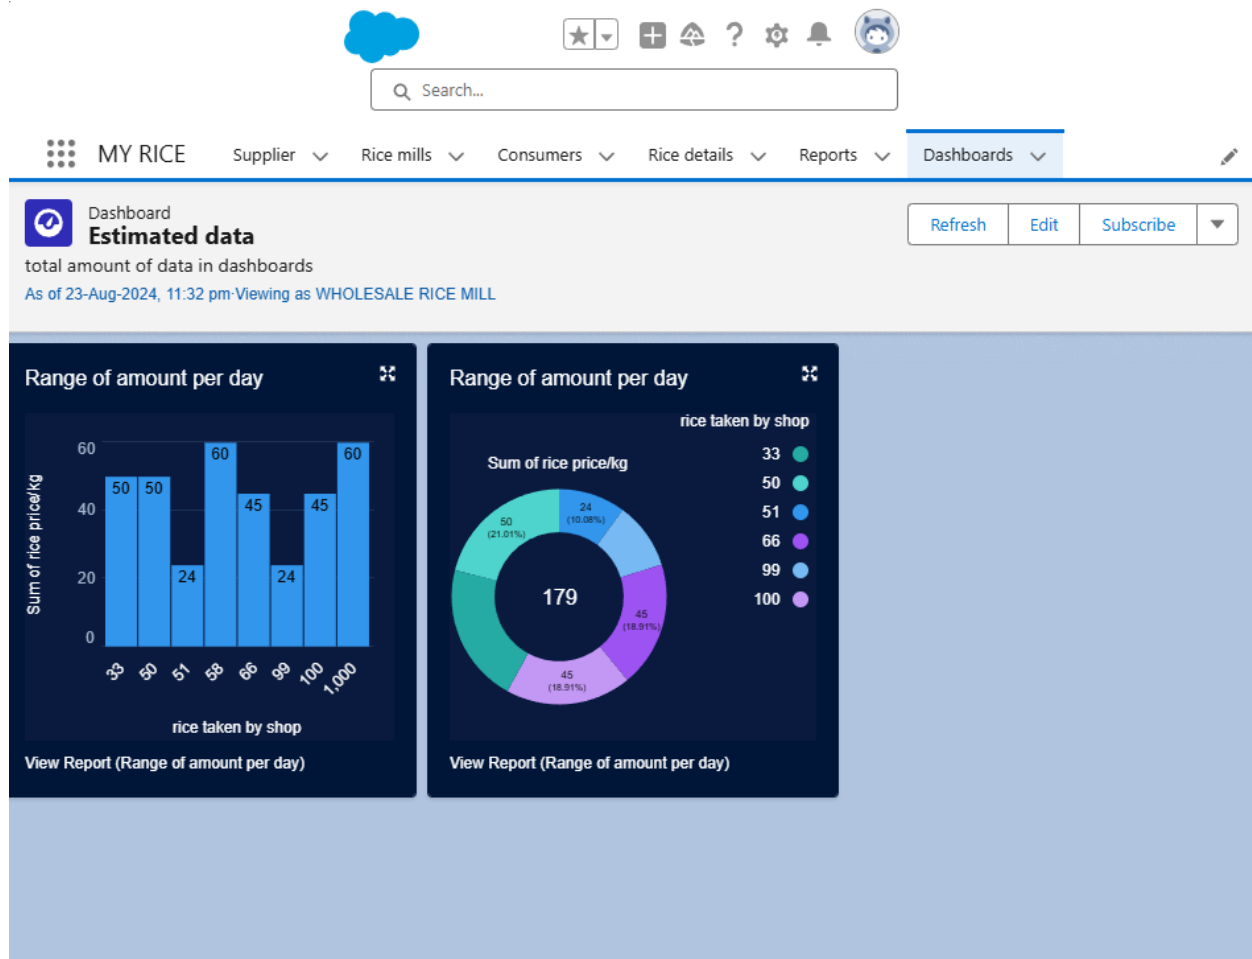 Search...
MY RICE
Supplier
Rice mills
Consumers
Rice details
Reports
Dashboards
Dashboard
Estimated data
total amount of data in dashboards
As of 23-Aug-2024, 11:32 pm·Viewing as WHOLESALE RICE MILL
Refresh
Edit
Subscribe
Range of amount per day
Sum of rice price/kg
60
40
20
0
50
50
24
60
45
24
45
60
33
50
51
58
66
99
100
1,000
rice taken by shop
View Report (Range of amount per day)
Range of amount per day
rice taken by shop
33
50
51
66
99
100
Sum of rice price/kg
24
(10.08%)
50
(21.01%)
179
45
(18.91%)
45
(18.91%)
View Report (Range of amount per day)